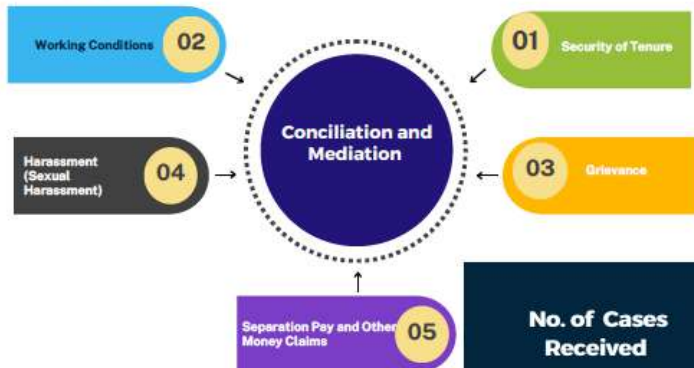 Working Conditions
02
01
Security of Tenure
Conciliation and
Mediation
Harassment
(Sexual
Harassment)
04
03
Grievance
Separation Pay and Other
Money Claims
05
No. of Cases
Received